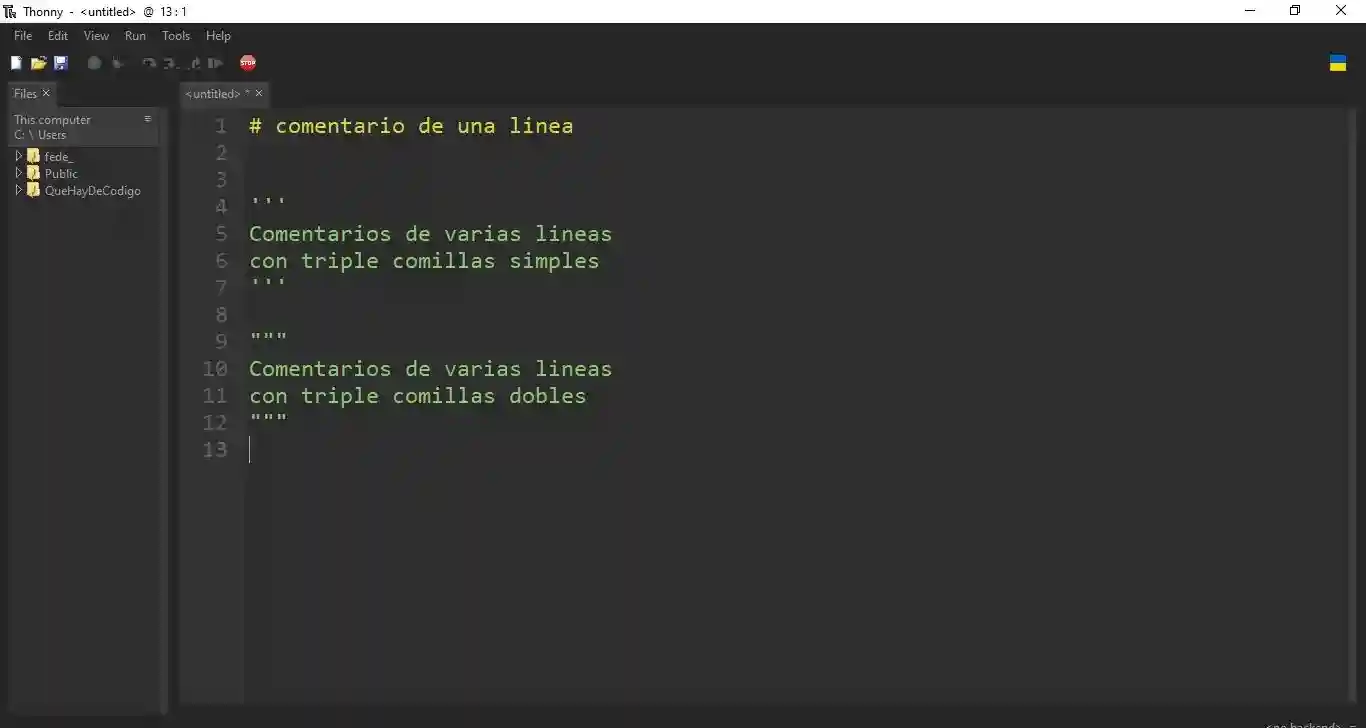 Thonny - <untitled> @ 13:1
File Edit View Run Tools Help
STOP
Files
<untitled> *
This computer
C: \ Users
fede_
Public
QueHayDeCodigo
1 # comentario de una linea
2
3
4 '''
5 Comentarios de varias lineas
6 con triple comillas simples
7 '''
8
9 """
10 Comentarios de varias lineas
11 con triple comillas dobles
12 """
13